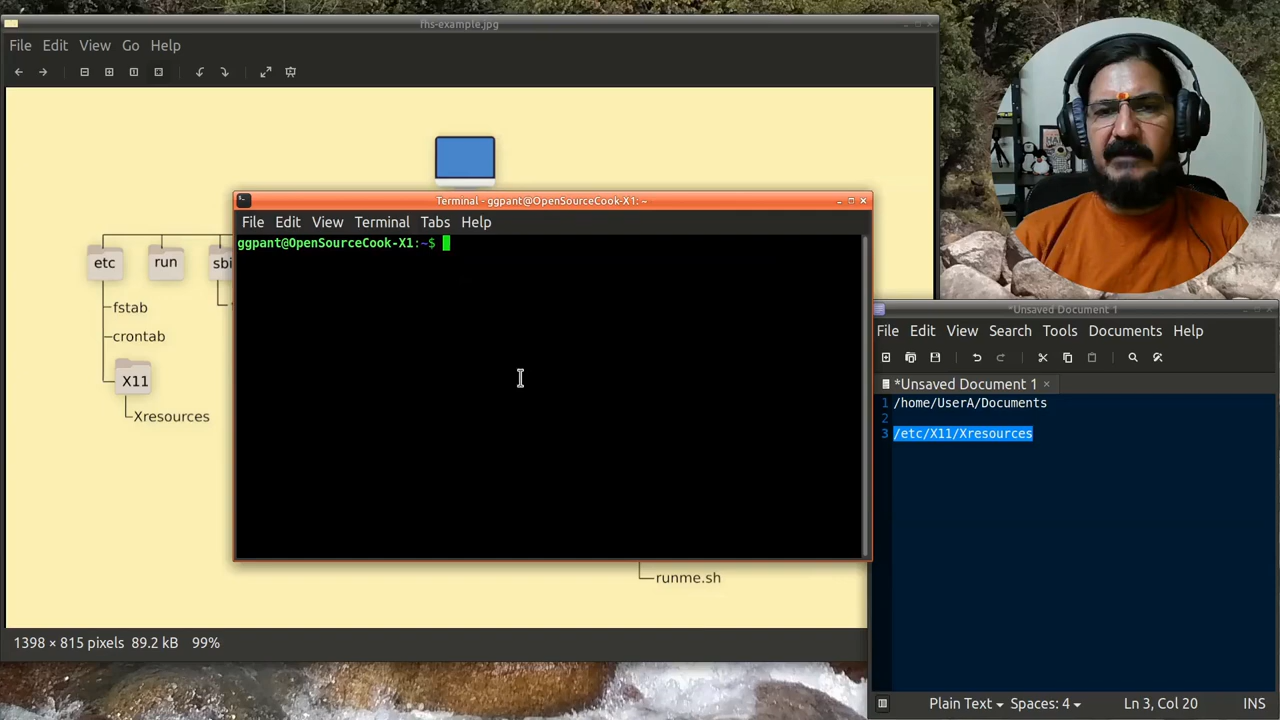 fhs-example.jpg
File Edit View Go Help
etc
run
sbi
fstab
crontab
X11
Xresources
runme.sh
1398 × 815 pixels 89.2 kB 99%
Terminal - ggpant@OpenSourceCook-X1: ~
File Edit View Terminal Tabs Help
ggpant@OpenSourceCook-X1:~$
*Unsaved Document 1
File Edit View Search Tools Documents Help
*Unsaved Document 1 ×
1 /home/UserA/Documents
2
3 /etc/X11/Xresources
Plain Text Spaces: 4 Ln 3, Col 20 INS